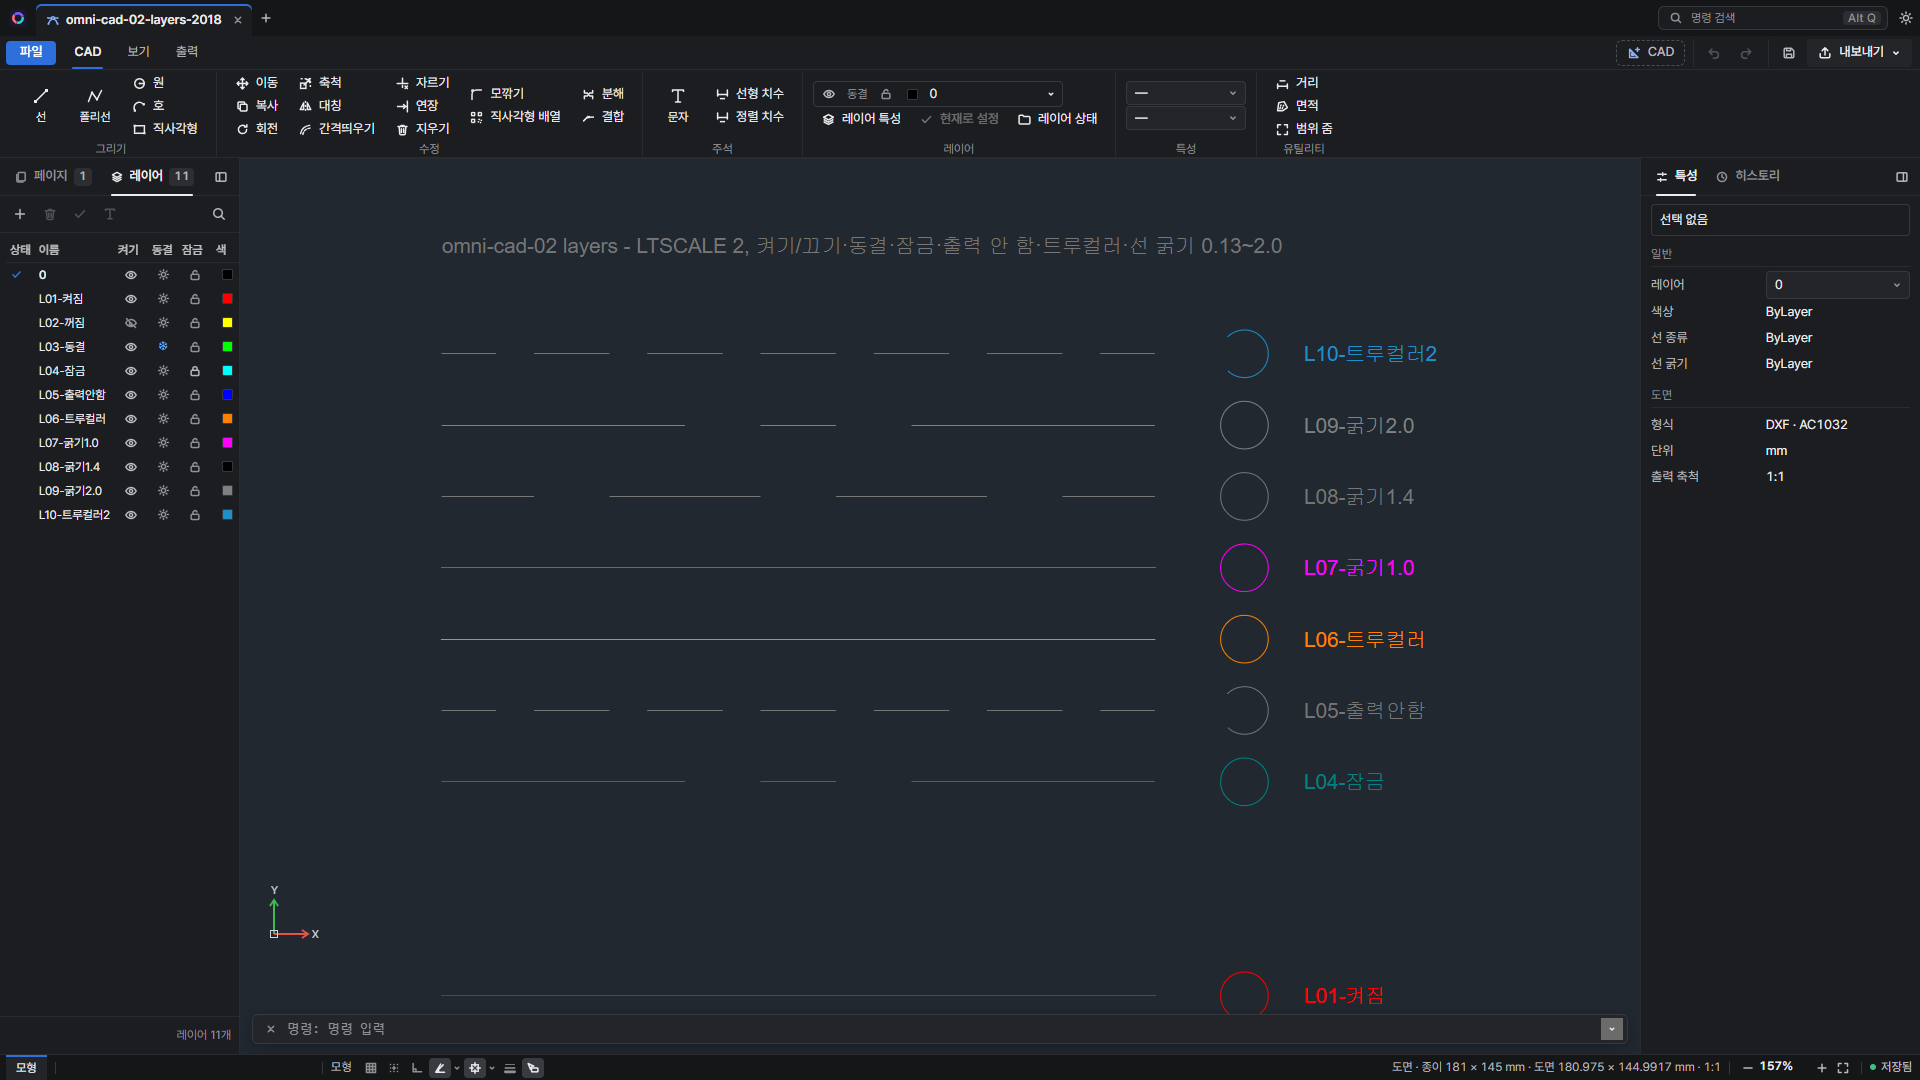 omni-cad-02-layers-2018
명령 검색 Alt Q
파일 CAD 보기 출력
CAD 내보내기
선 폴리선 원 호 직사각형
그리기
이동 축척 자르기
복사 대칭 연장
회전 간격띄우기 지우기
모깎기 분해
직사각형 배열 결합
수정
문자 선형 치수
정렬 치수
주석
동결 0
레이어 특성 현재로 설정 레이어 상태
레이어
특성
거리
면적
범위 줌
유틸리티
페이지 1 레이어 11
상태 이름 켜기 동결 잠금 색
0
L01-켜짐
L02-꺼짐
L03-동결
L04-잠금
L05-출력안함
L06-트루컬러
L07-굵기1.0
L08-굵기1.4
L09-굵기2.0
L10-트루컬러2
레이어 11개
omni-cad-02 layers - LTSCALE 2, 켜기/끄기·동결·잠금·출력 안 함·트루컬러·선 굵기 0.13~2.0
L10-트루컬러2
L09-굵기2.0
L08-굵기1.4
L07-굵기1.0
L06-트루컬러
L05-출력안함
L04-잠금
L01-켜짐
Y
X
명령: 명령 입력
특성 히스토리
선택 없음
일반
레이어 0
색상 ByLayer
선 종류 ByLayer
선 굵기 ByLayer
도면
형식 DXF · AC1032
단위 mm
출력 축척 1:1
모형
모형
도면 · 종이 181 × 145 mm · 도면 180.975 × 144.9917 mm · 1:1
157%
저장됨